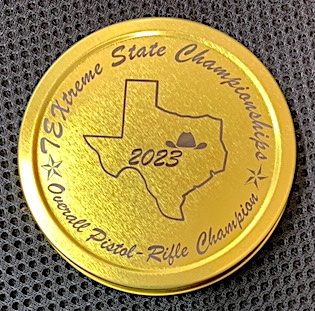 TEXtreme State Championships
2023
Overall Pistol-Rifle Champion